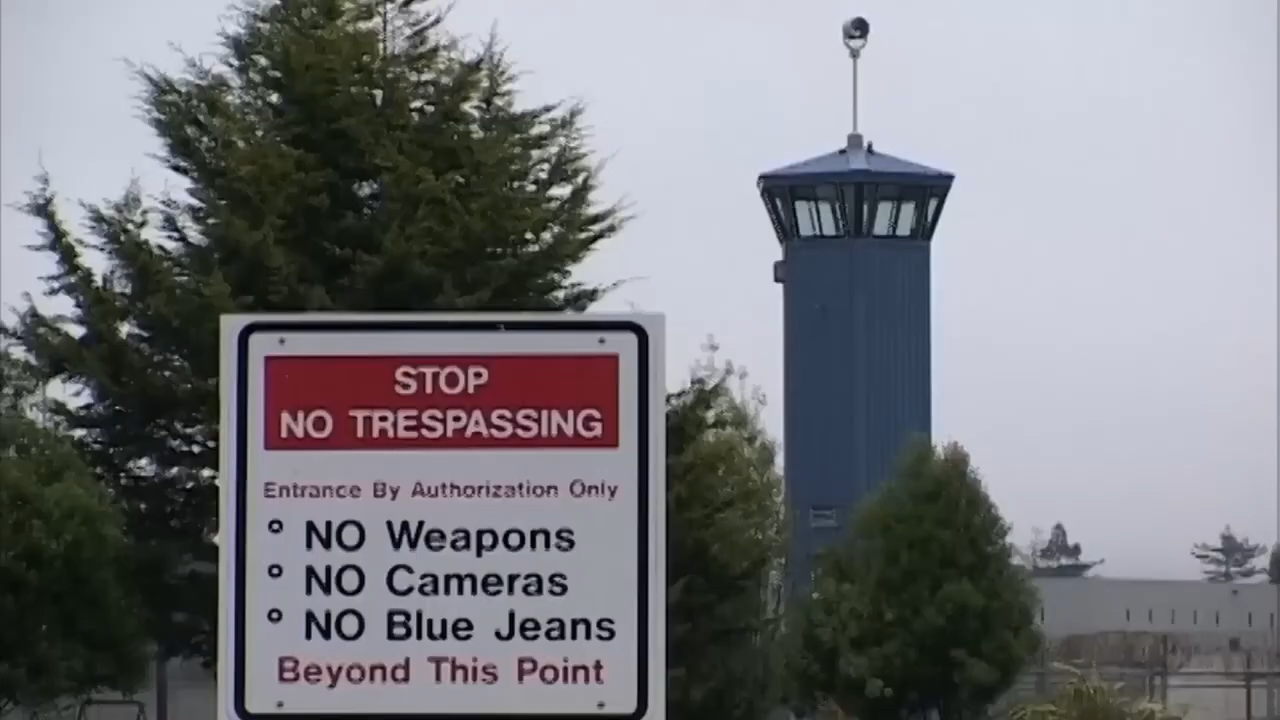 STOP
NO TRESPASSING
Entrance By Authorization Only
° NO Weapons
° NO Cameras
° NO Blue Jeans
Beyond This Point